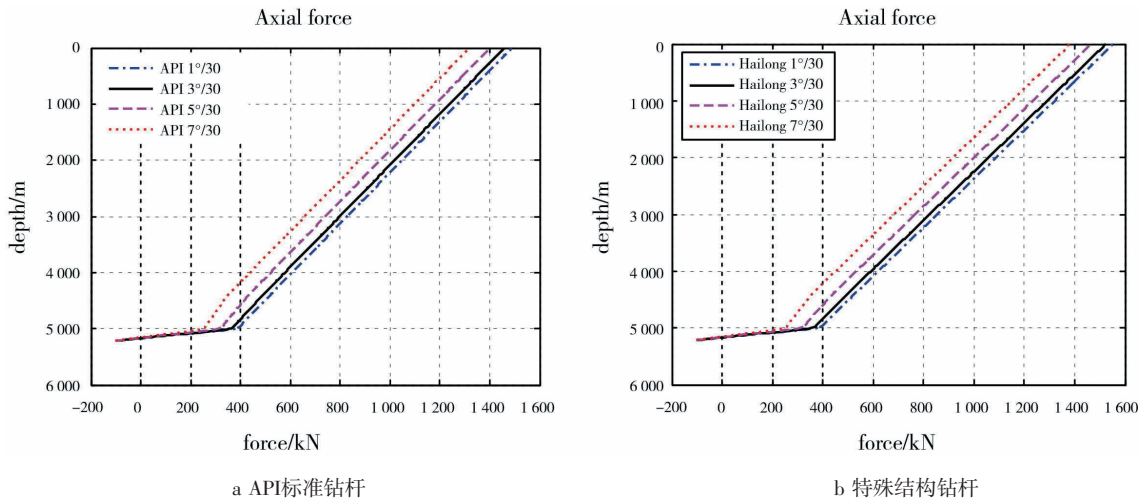 Axial force
0
1 000
2 000
3 000
4 000
5 000
6 000
depth/m
API 1°/30
API 3°/30
API 5°/30
API 7°/30
−200 0 200 400 600 800 1 000 1 200 1 400 1 600
force/kN
a API标准钻杆
Axial force
0
1 000
2 000
3 000
4 000
5 000
6 000
depth/m
Hailong 1°/30
Hailong 3°/30
Hailong 5°/30
Hailong 7°/30
−200 0 200 400 600 800 1 000 1 200 1 400 1 600
force/kN
b 特殊结构钻杆